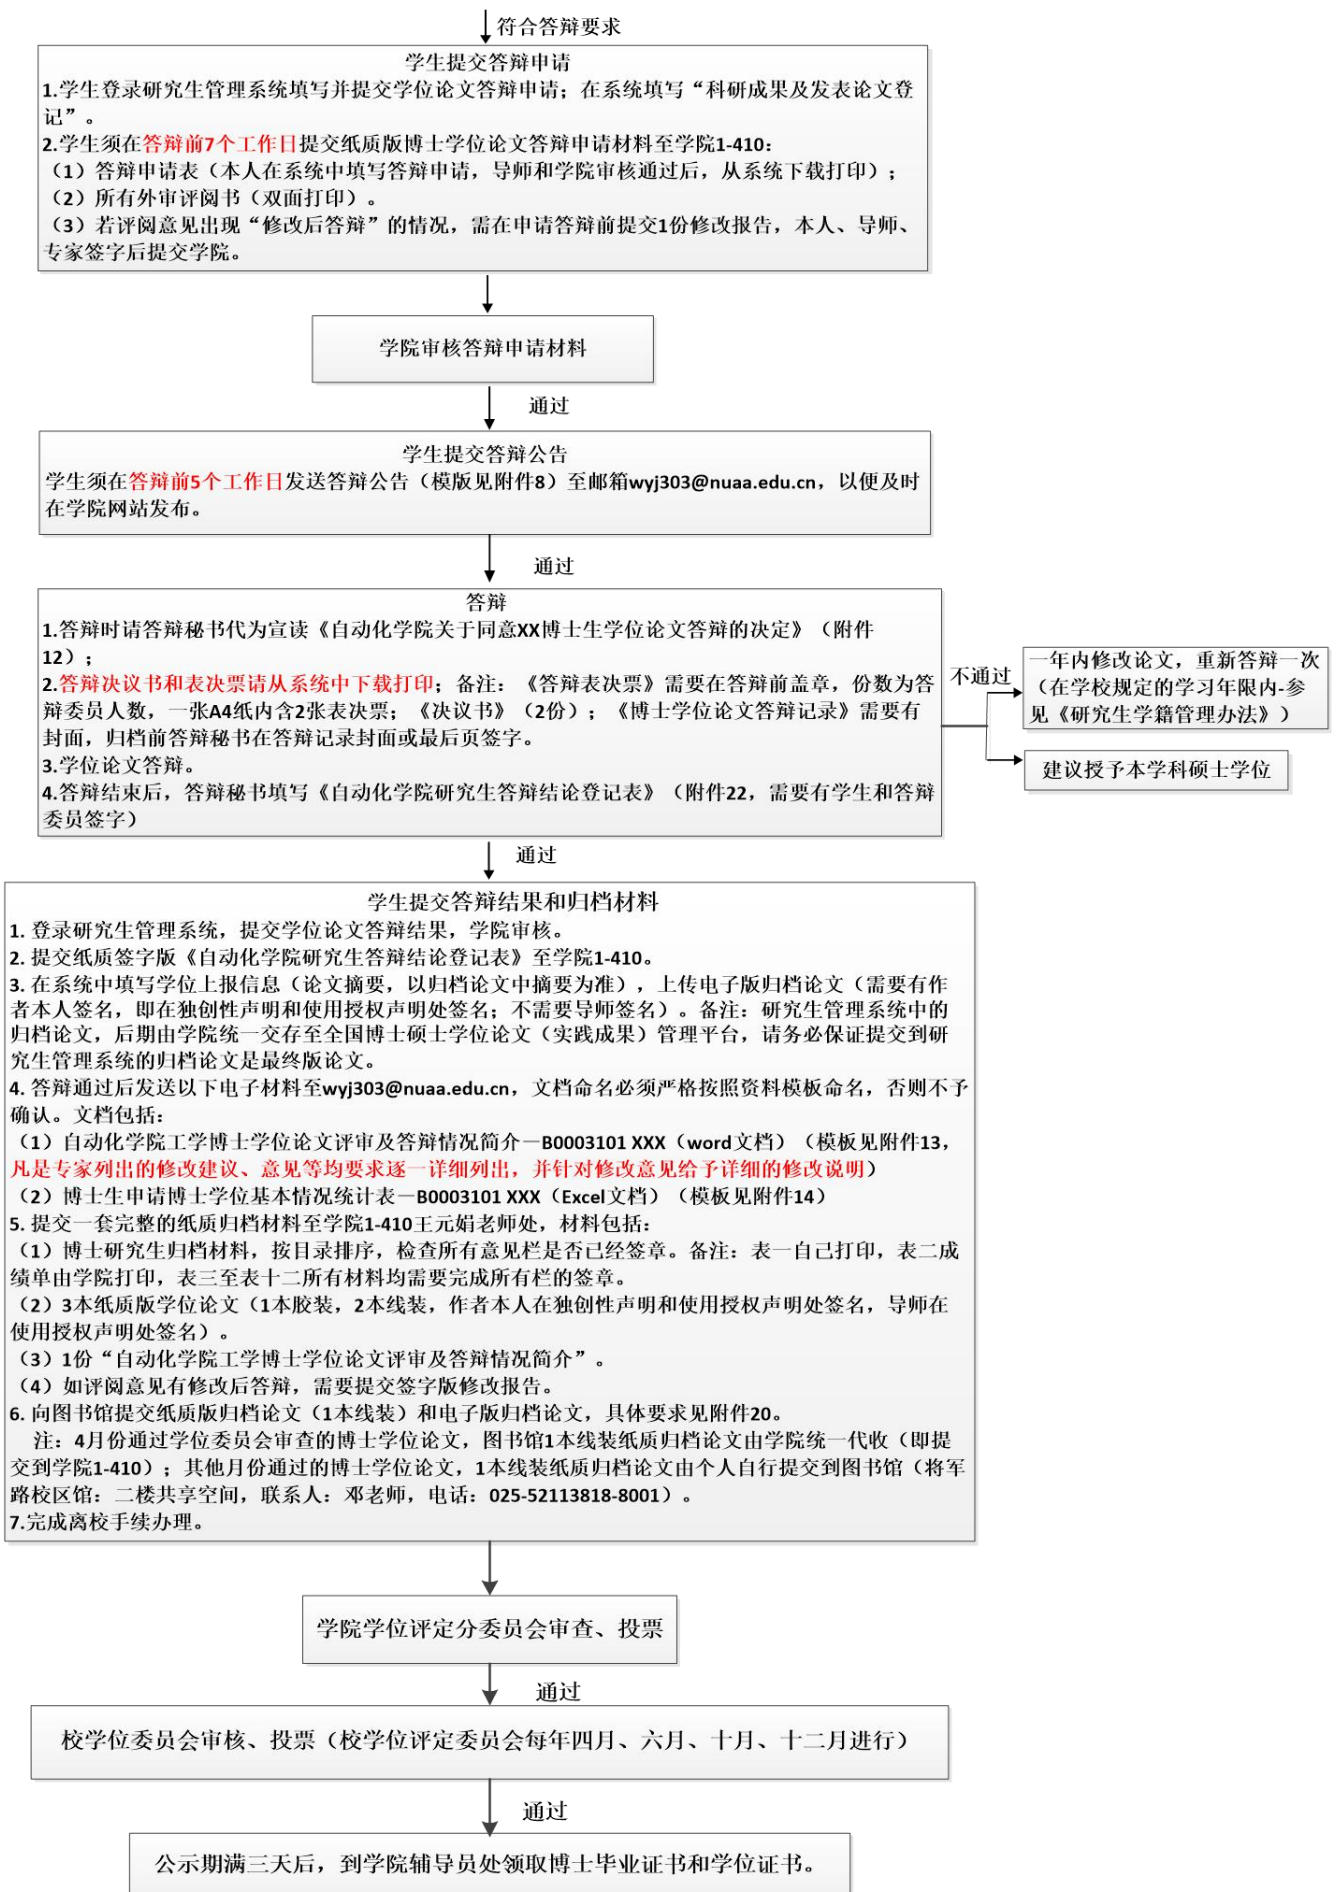 符合答辩要求
学生提交答辩申请
1.学生登录研究生管理系统填写并提交学位论文答辩申请；在系统填写“科研成果及发表论文登
记”。
2.学生须在答辩前7个工作日提交纸质版博士学位论文答辩申请材料至学院1-410：
（1）答辩申请表（本人在系统中填写答辩申请，导师和学院审核通过后，从系统下载打印）；
（2）所有外审评阅书（双面打印）。
（3）若评阅意见出现“修改后答辩”的情况，需在申请答辩前提交1份修改报告，本人、导师、
专家签字后提交学院。
学院审核答辩申请材料
通过
学生提交答辩公告
学生须在答辩前5个工作日发送答辩公告（模版见附件8）至邮箱wyj303@nuaa.edu.cn，以便及时
在学院网站发布。
通过
答辩
1.答辩时请答辩秘书代为宣读《自动化学院关于同意XX博士生学位论文答辩的决定》（附件
12）；
2.答辩决议书和表决票请从系统中下载打印；备注：《答辩表决票》需要在答辩前盖章，份数为答
辩委员人数，一张A4纸内含2张表决票；《决议书》（2份）；《博士学位论文答辩记录》需要有
封面，归档前答辩秘书在答辩记录封面或最后页签字。
3.学位论文答辩。
4.答辩结束后，答辩秘书填写《自动化学院研究生答辩结论登记表》（附件22，需要有学生和答辩
委员签字）
不通过
一年内修改论文，重新答辩一次
（在学校规定的学习年限内-参
见《研究生学籍管理办法》）
建议授予本学科硕士学位
通过
学生提交答辩结果和归档材料
1. 登录研究生管理系统，提交学位论文答辩结果，学院审核。
2. 提交纸质签字版《自动化学院研究生答辩结论登记表》至学院1-410。
3. 在系统中填写学位上报信息（论文摘要，以归档论文中摘要为准），上传电子版归档论文（需要有作
者本人签名，即在独创性声明和使用授权声明处签名；不需要导师签名）。备注：研究生管理系统中的
归档论文，后期由学院统一交存至全国博士硕士学位论文（实践成果）管理平台，请务必保证提交到研
究生管理系统的归档论文是最终版论文。
4. 答辩通过后发送以下电子材料至wyj303@nuaa.edu.cn，文档命名必须严格按照资料模板命名，否则不予
确认。文档包括：
（1）自动化学院工学博士学位论文评审及答辩情况简介—B0003101 XXX（word文档）（模板见附件13，
凡是专家列出的修改建议、意见等均要求逐一详细列出，并针对修改意见给予详细的修改说明）
（2）博士生申请博士学位基本情况统计表—B0003101 XXX（Excel文档）（模板见附件14）
5. 提交一套完整的纸质归档材料至学院1-410王元娟老师处，材料包括：
（1）博士研究生归档材料，按目录排序，检查所有意见栏是否已经签章。备注：表一自己打印，表二成
绩单由学院打印，表三至表十二所有材料均需要完成所有栏的签章。
（2）3本纸质版学位论文（1本胶装，2本线装，作者本人在独创性声明和使用授权声明处签名，导师在
使用授权声明处签名）。
（3）1份“自动化学院工学博士学位论文评审及答辩情况简介”。
（4）如评阅意见有修改后答辩，需要提交签字版修改报告。
6. 向图书馆提交纸质版归档论文（1本线装）和电子版归档论文，具体要求见附件20。
注：4月份通过学位委员会审查的博士学位论文，图书馆1本线装纸质归档论文由学院统一代收（即提
交到学院1-410）；其他月份通过的博士学位论文，1本线装纸质归档论文由个人自行提交到图书馆（将军
路校区馆：二楼共享空间，联系人：邓老师，电话：025-52113818-8001）。
7.完成离校手续办理。
学院学位评定分委员会审查、投票
通过
校学位委员会审核、投票（校学位评定委员会每年四月、六月、十月、十二月进行）
通过
公示期满三天后，到学院辅导员处领取博士毕业证书和学位证书。